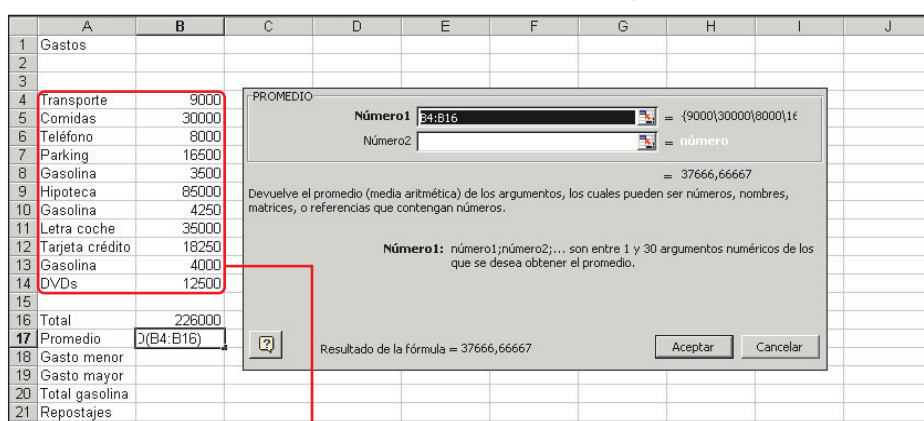 A B C D E F G H I J
1 Gastos
2
3
4 Transporte 9000
5 Comidas 30000
6 Teléfono 8000
7 Parking 16500
8 Gasolina 3500
9 Hipoteca 85000
10 Gasolina 4250
11 Letra coche 35000
12 Tarjeta crédito 18250
13 Gasolina 4000
14 DVDs 12500
15
16 Total 226000
17 Promedio O(B4:B16)
18 Gasto menor
19 Gasto mayor
20 Total gasolina
21 Repostajes
PROMEDIO
Número1 B4:B16 = {9000\30000\8000\16
Número2 = número
= 37666,66667
Devuelve el promedio (media aritmética) de los argumentos, los cuales pueden ser números, nombres,
matrices, o referencias que contengan números.
Número1: número1;número2;... son entre 1 y 30 argumentos numéricos de los
que se desea obtener el promedio.
Resultado de la fórmula = 37666,66667 Aceptar Cancelar